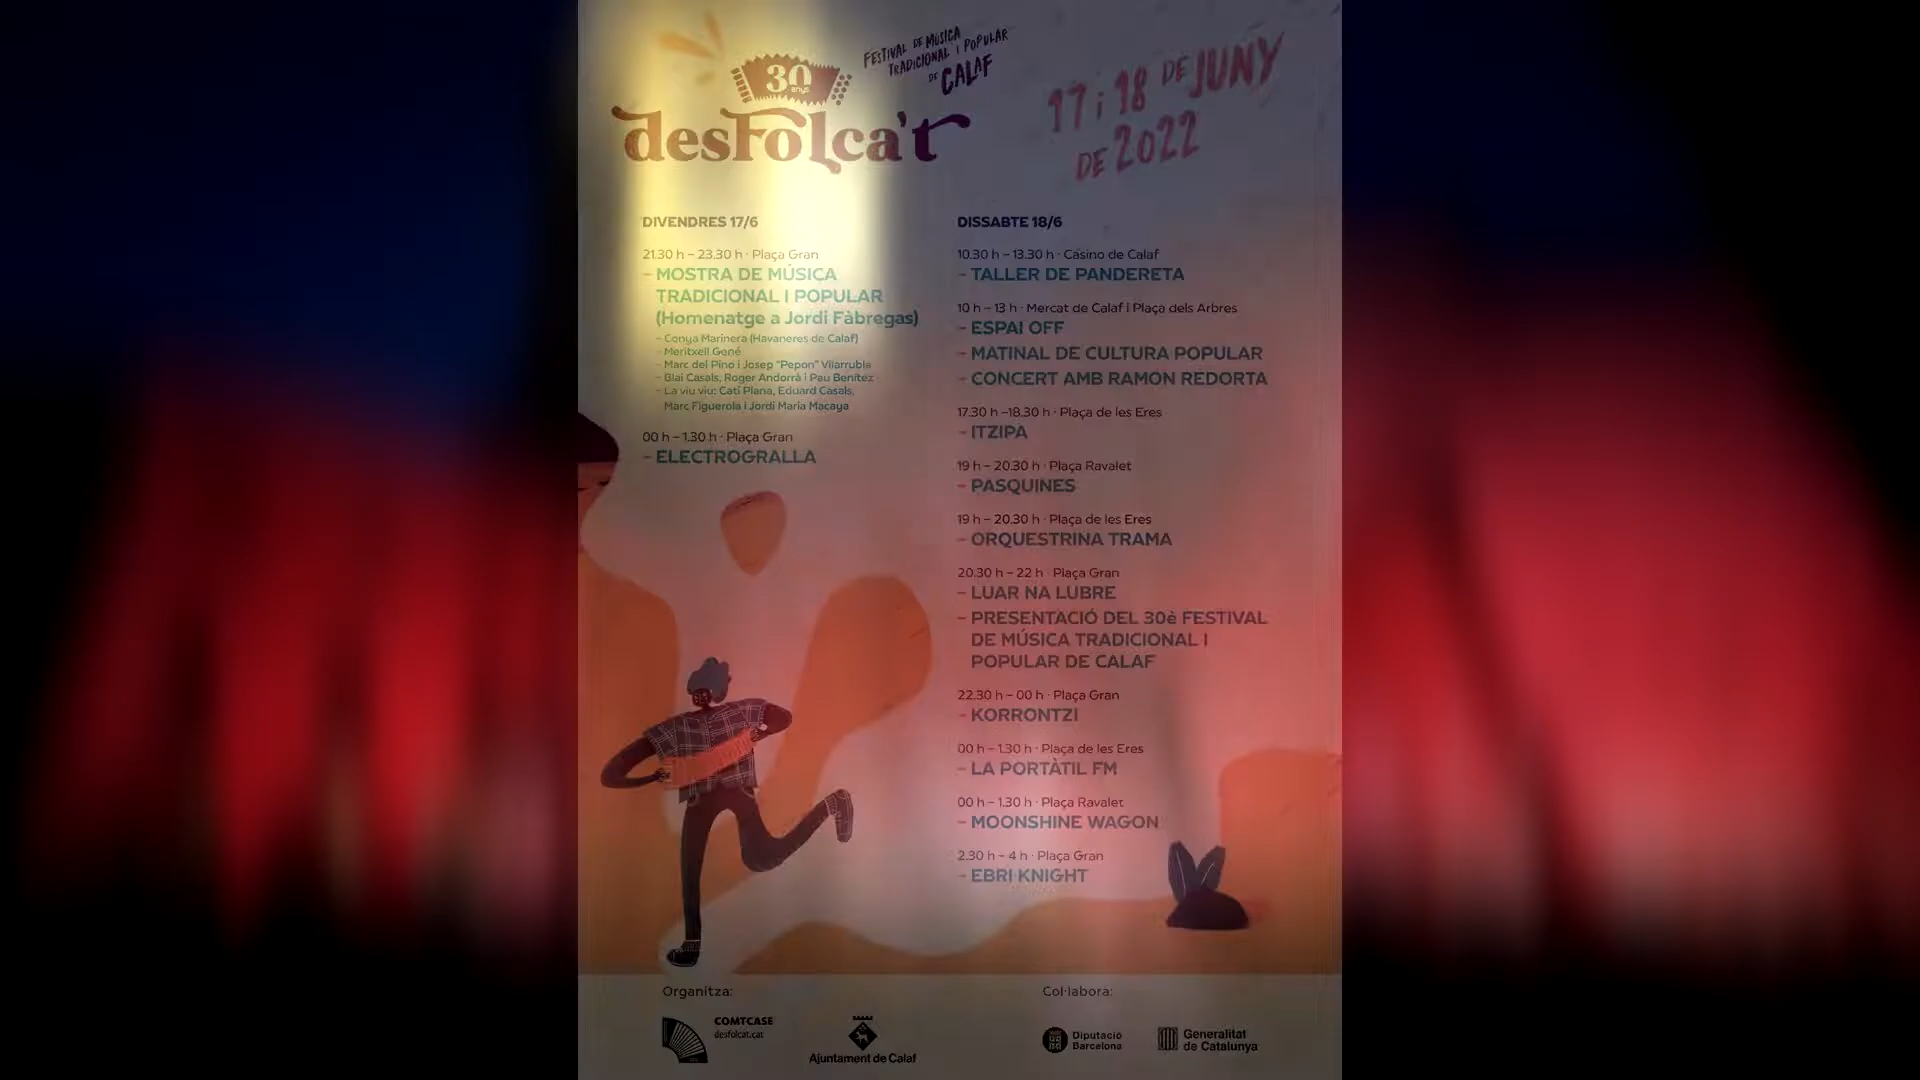 30
anys
desfolca't
FESTIVAL DE MÚSICA
TRADICIONAL I POPULAR
DE CALAF
17 i 18 DE JUNY
DE 2022
DIVENDRES 17/6
21.30 h – 23.30 h · Plaça Gran
– MOSTRA DE MÚSICA
TRADICIONAL I POPULAR
(Homenatge a Jordi Fàbregas)
– Conya Marinera (Havaneres de Calaf)
– Meritxell Gené
– Marc del Pino i Josep "Pepon" Vilarrubla
– Blai Casals, Roger Andorrà i Pau Benítez
– La viu viu: Cati Plana, Eduard Casals,
Marc Figuerola i Jordi Maria Macaya
00 h – 1.30 h · Plaça Gran
– ELECTROGRALLA
DISSABTE 18/6
10.30 h – 13.30 h · Casino de Calaf
– TALLER DE PANDERETA
10 h – 13 h · Mercat de Calaf i Plaça dels Arbres
– ESPAI OFF
– MATINAL DE CULTURA POPULAR
– CONCERT AMB RAMON REDORTA
17.30 h –18.30 h · Plaça de les Eres
– ITZIPA
19 h – 20.30 h · Plaça Ravalet
– PASQUINES
19 h – 20.30 h · Plaça de les Eres
– ORQUESTRINA TRAMA
20.30 h – 22 h · Plaça Gran
– LUAR NA LUBRE
– PRESENTACIÓ DEL 30è FESTIVAL
DE MÚSICA TRADICIONAL I
POPULAR DE CALAF
22.30 h – 00 h · Plaça Gran
– KORRONTZI
00 h – 1.30 h · Plaça de les Eres
– LA PORTÀTIL FM
00 h – 1.30 h · Plaça Ravalet
– MOONSHINE WAGON
2.30 h – 4 h · Plaça Gran
– EBRI KNIGHT
Organitza:
COMTCASE
desfolcat.cat
Ajuntament de Calaf
Col·labora:
Diputació
Barcelona
Generalitat
de Catalunya